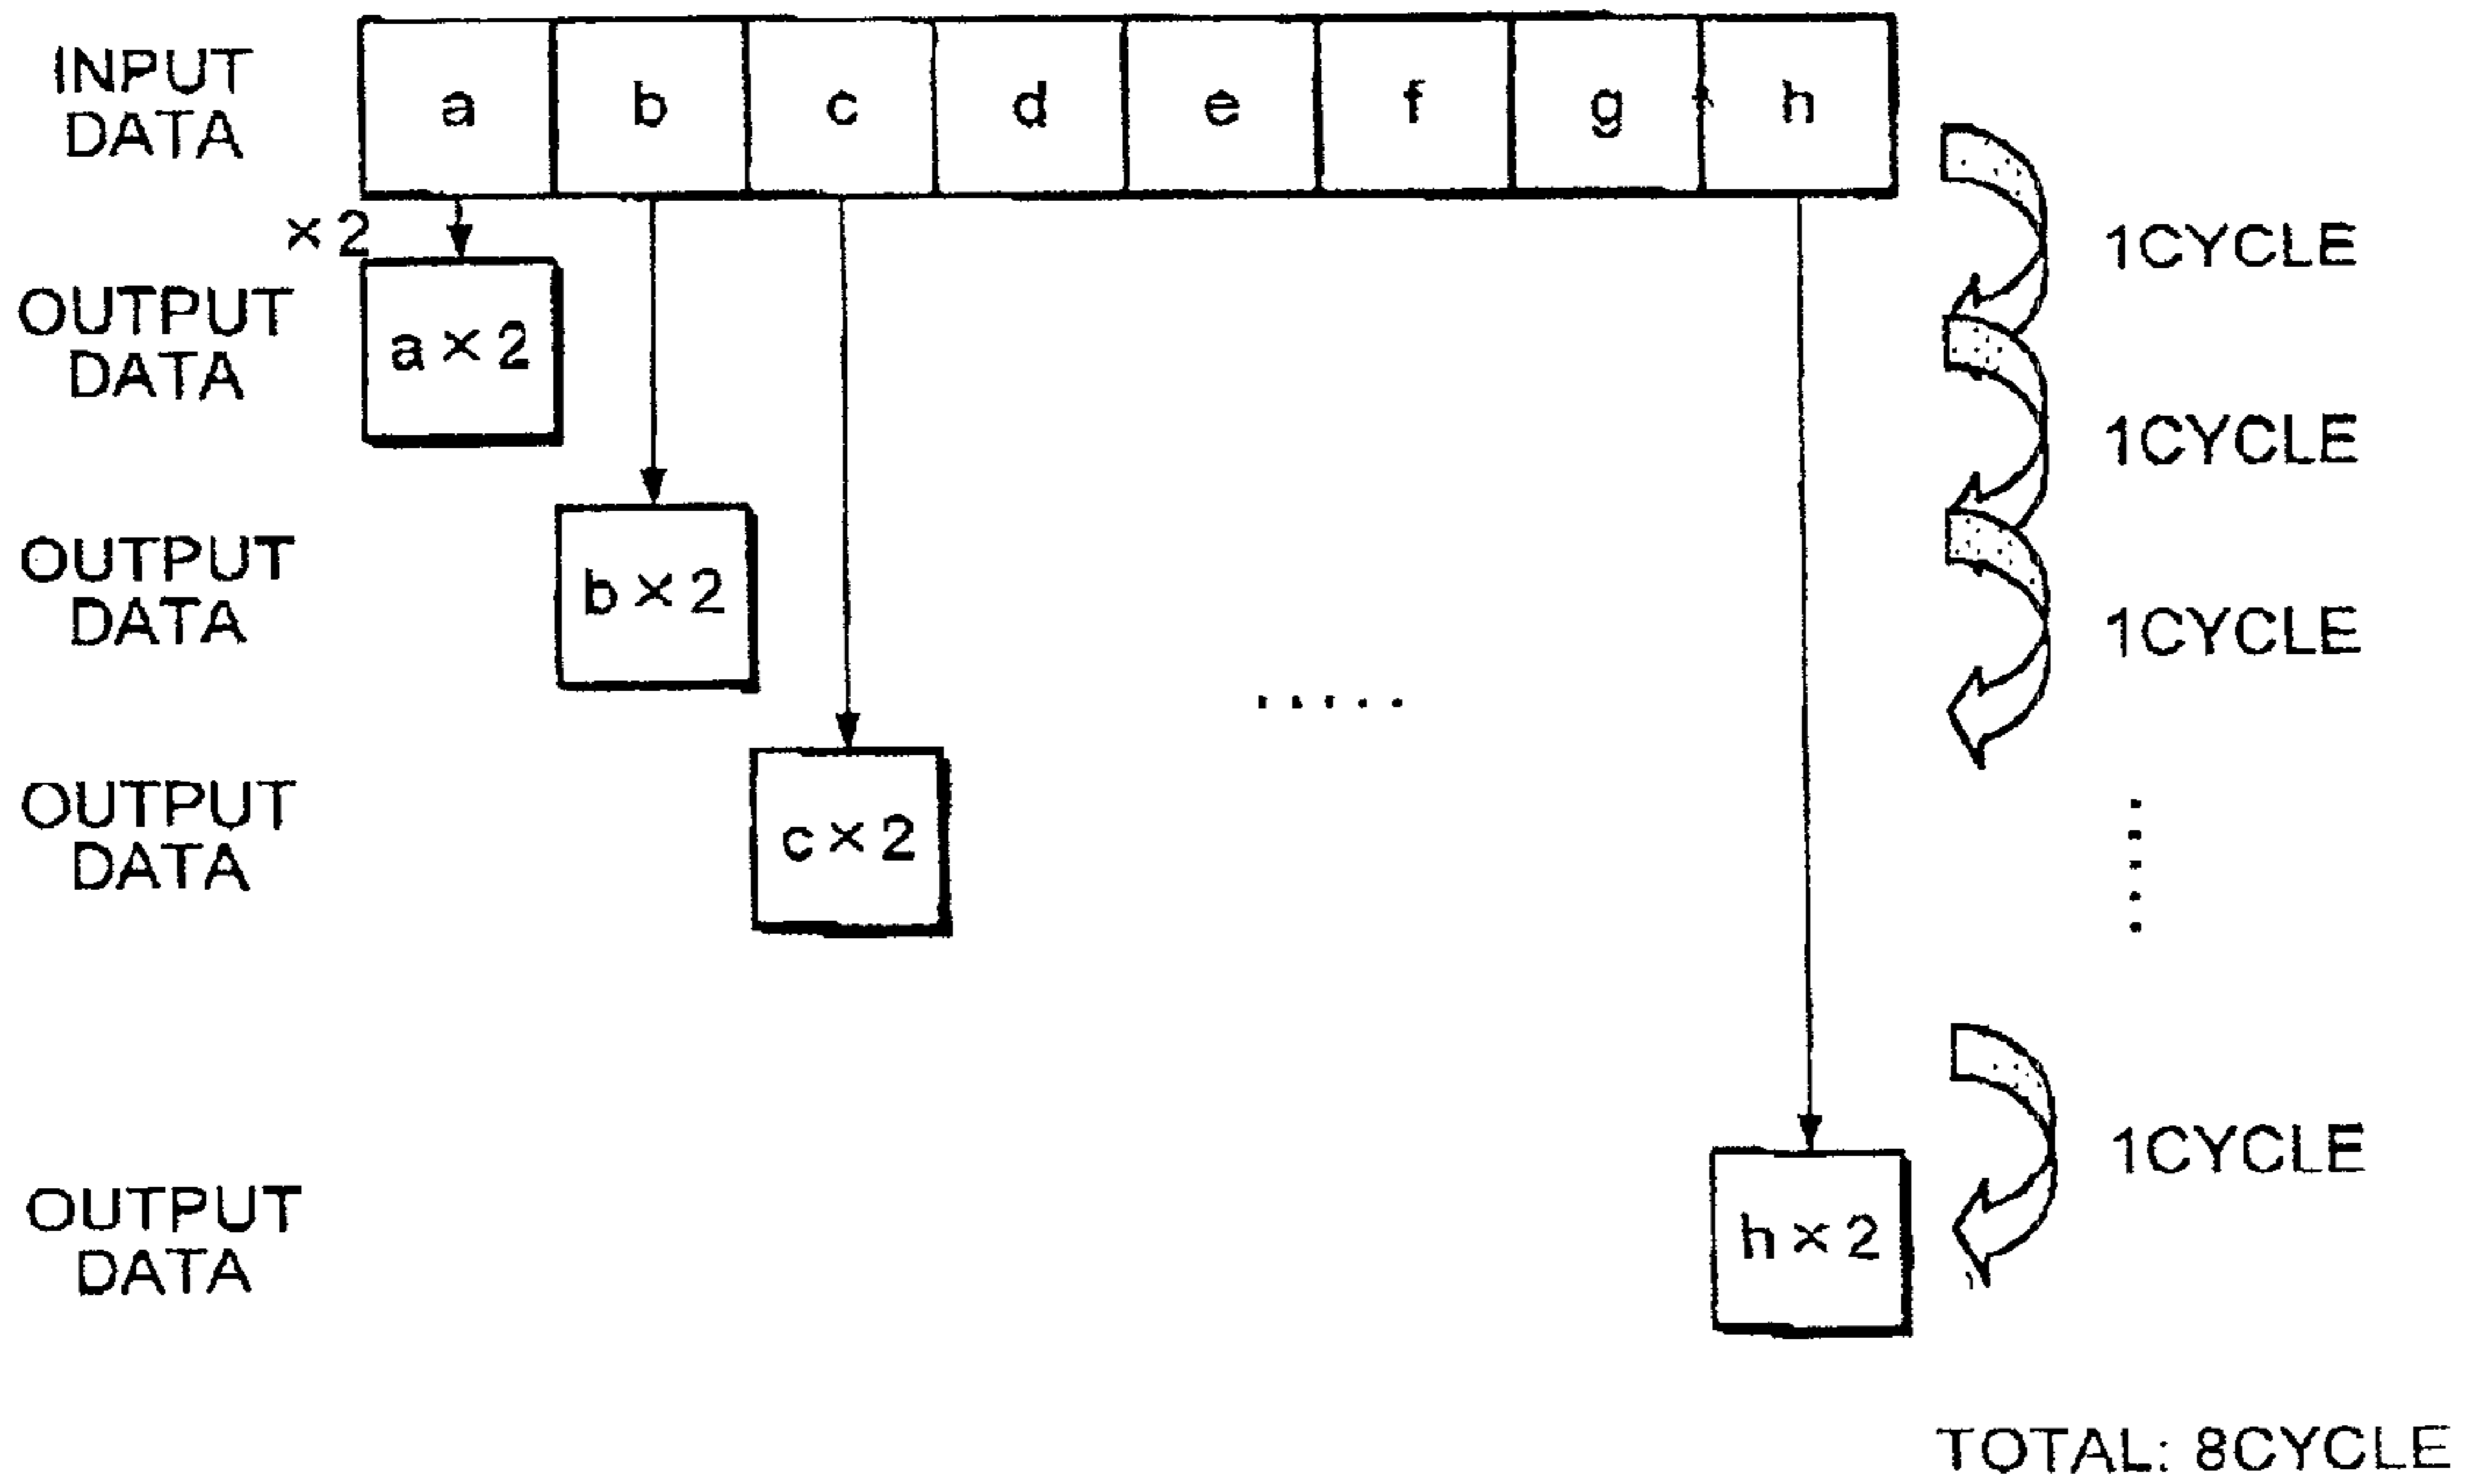 INPUT
DATA
a b c d e f g h
×2
1CYCLE
OUTPUT
DATA
a×2
1CYCLE
OUTPUT
DATA
b×2
1CYCLE
.....
OUTPUT
DATA
c×2
.....
1CYCLE
OUTPUT
DATA
h×2
TOTAL: 8CYCLE